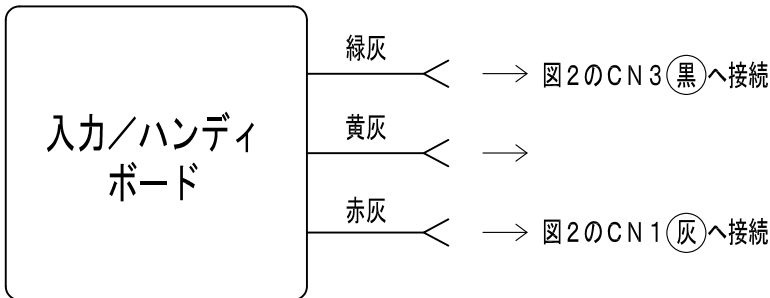 緑灰
図2のCN3黒へ接続
入力／ハンディ
ボード
黄灰
赤灰
図2のCN1灰へ接続